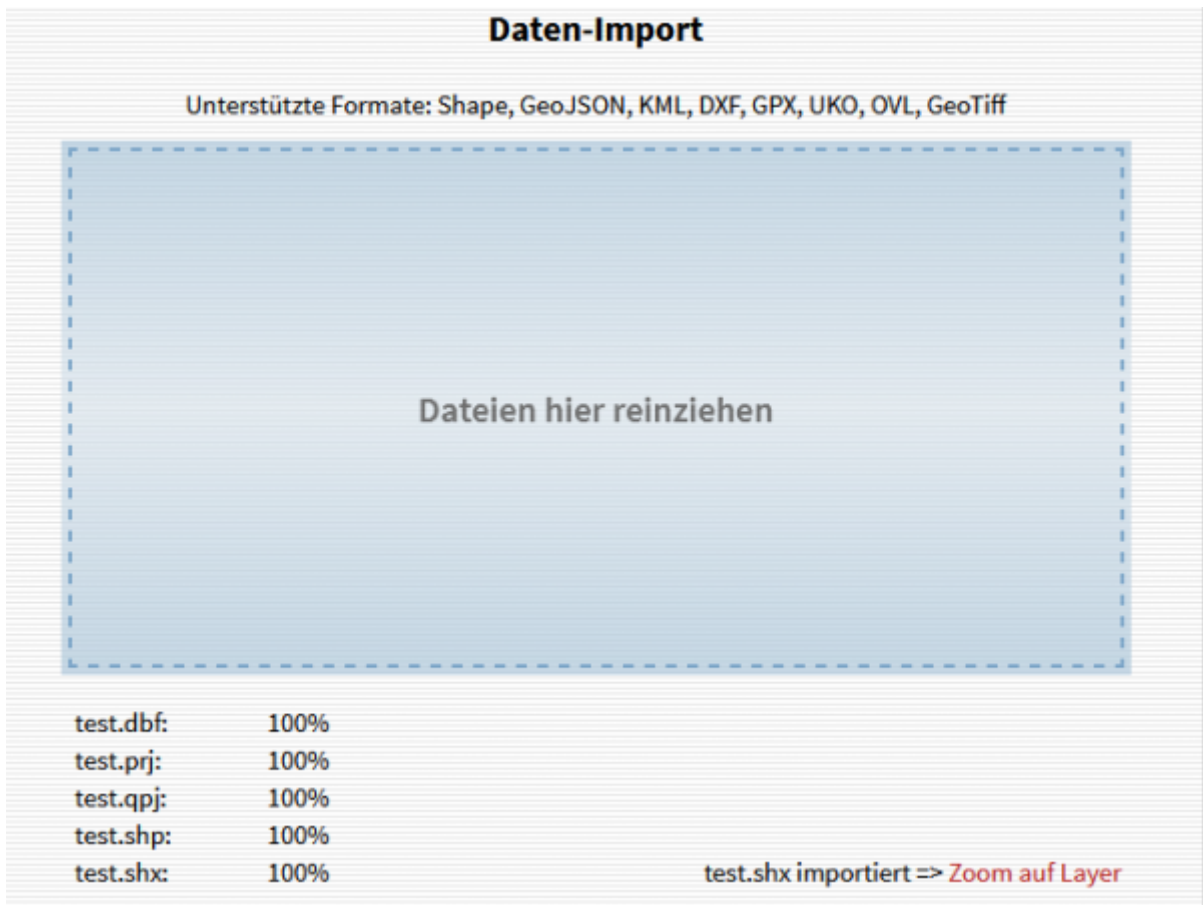 Daten-Import
Unterstützte Formate: Shape, GeoJSON, KML, DXF, GPX, UKO, OVL, GeoTiff
Dateien hier reinziehen
test.dbf: 100%
test.prj: 100%
test.qpj: 100%
test.shp: 100%
test.shx: 100% test.shx importiert => Zoom auf Layer